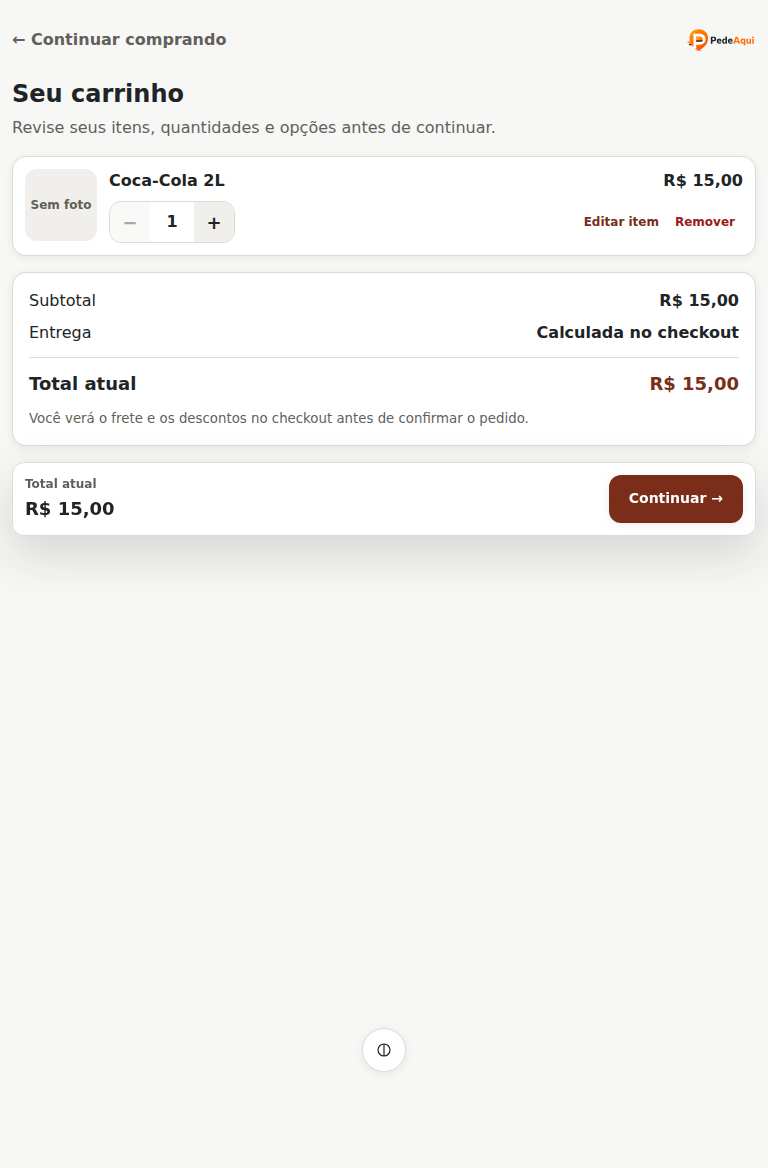 ← Continuar comprando
PedeAqui
Seu carrinho
Revise seus itens, quantidades e opções antes de continuar.
Sem foto
Coca-Cola 2L
R$ 15,00
− 1 +
Editar item
Remover
Subtotal
R$ 15,00
Entrega
Calculada no checkout
Total atual
R$ 15,00
Você verá o frete e os descontos no checkout antes de confirmar o pedido.
Total atual
R$ 15,00
Continuar →